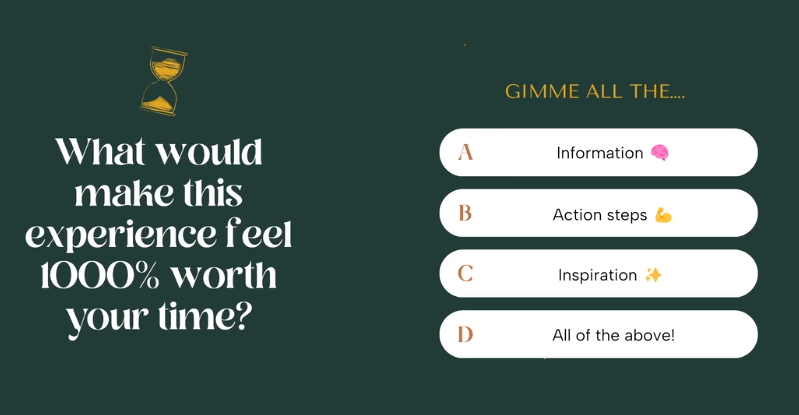 What would
make this
experience feel
1000% worth
your time?
GIMME ALL THE....
A Information 🧠
B Action steps 💪
C Inspiration ✨
D All of the above!